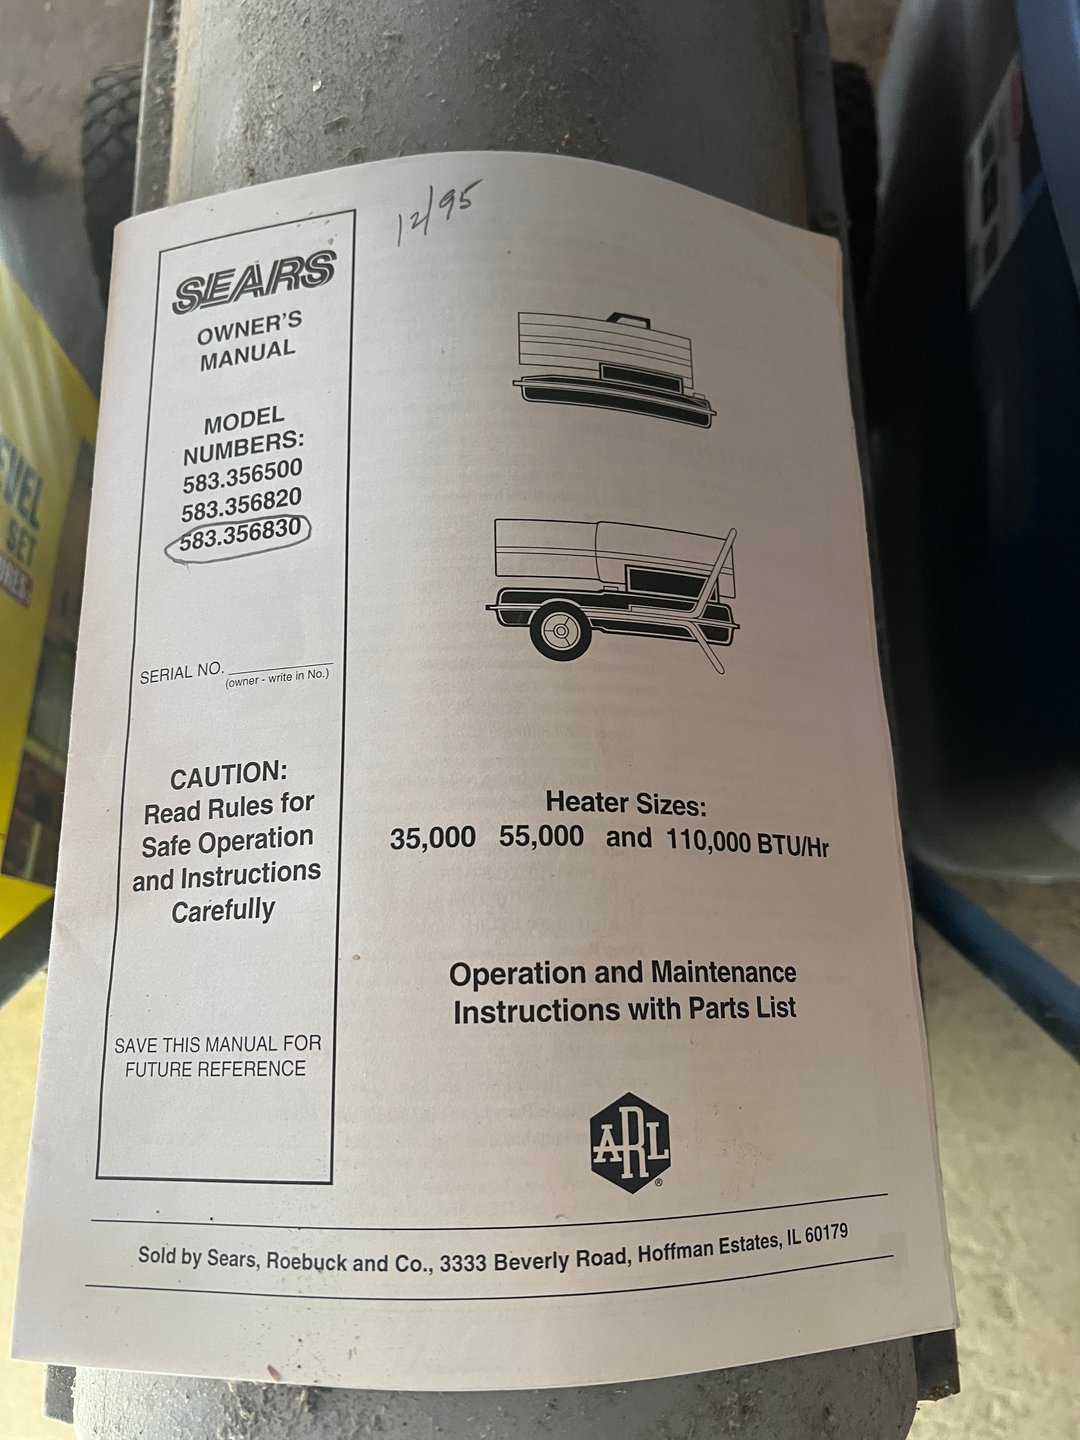 12/95
SEARS
OWNER'S
MANUAL
MODEL
NUMBERS:
583.356500
583.356820
583.356830
SERIAL NO.
(owner - write in No.)
CAUTION:
Read Rules for
Safe Operation
and Instructions
Carefully
SAVE THIS MANUAL FOR
FUTURE REFERENCE
Heater Sizes:
35,000 55,000 and 110,000 BTU/Hr
Operation and Maintenance
Instructions with Parts List
ARL
®
Sold by Sears, Roebuck and Co., 3333 Beverly Road, Hoffman Estates, IL 60179
EVEL
SET